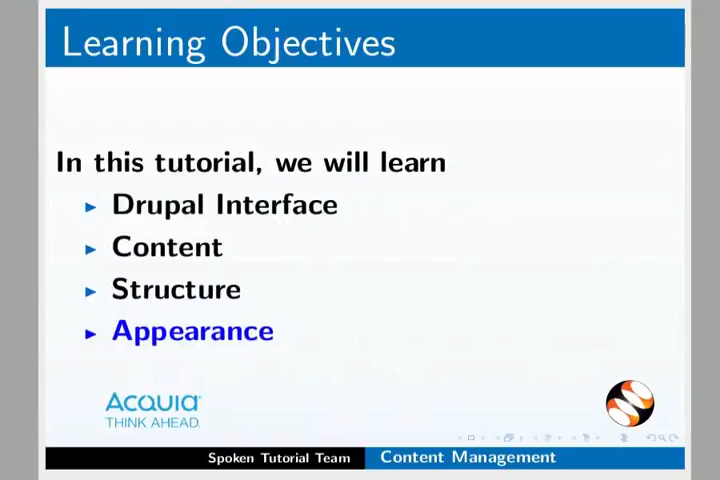 Learning Objectives
In this tutorial, we will learn
Drupal Interface
Content
Structure
Appearance
Acquia
THINK AHEAD.
Spoken Tutorial Team
Content Management